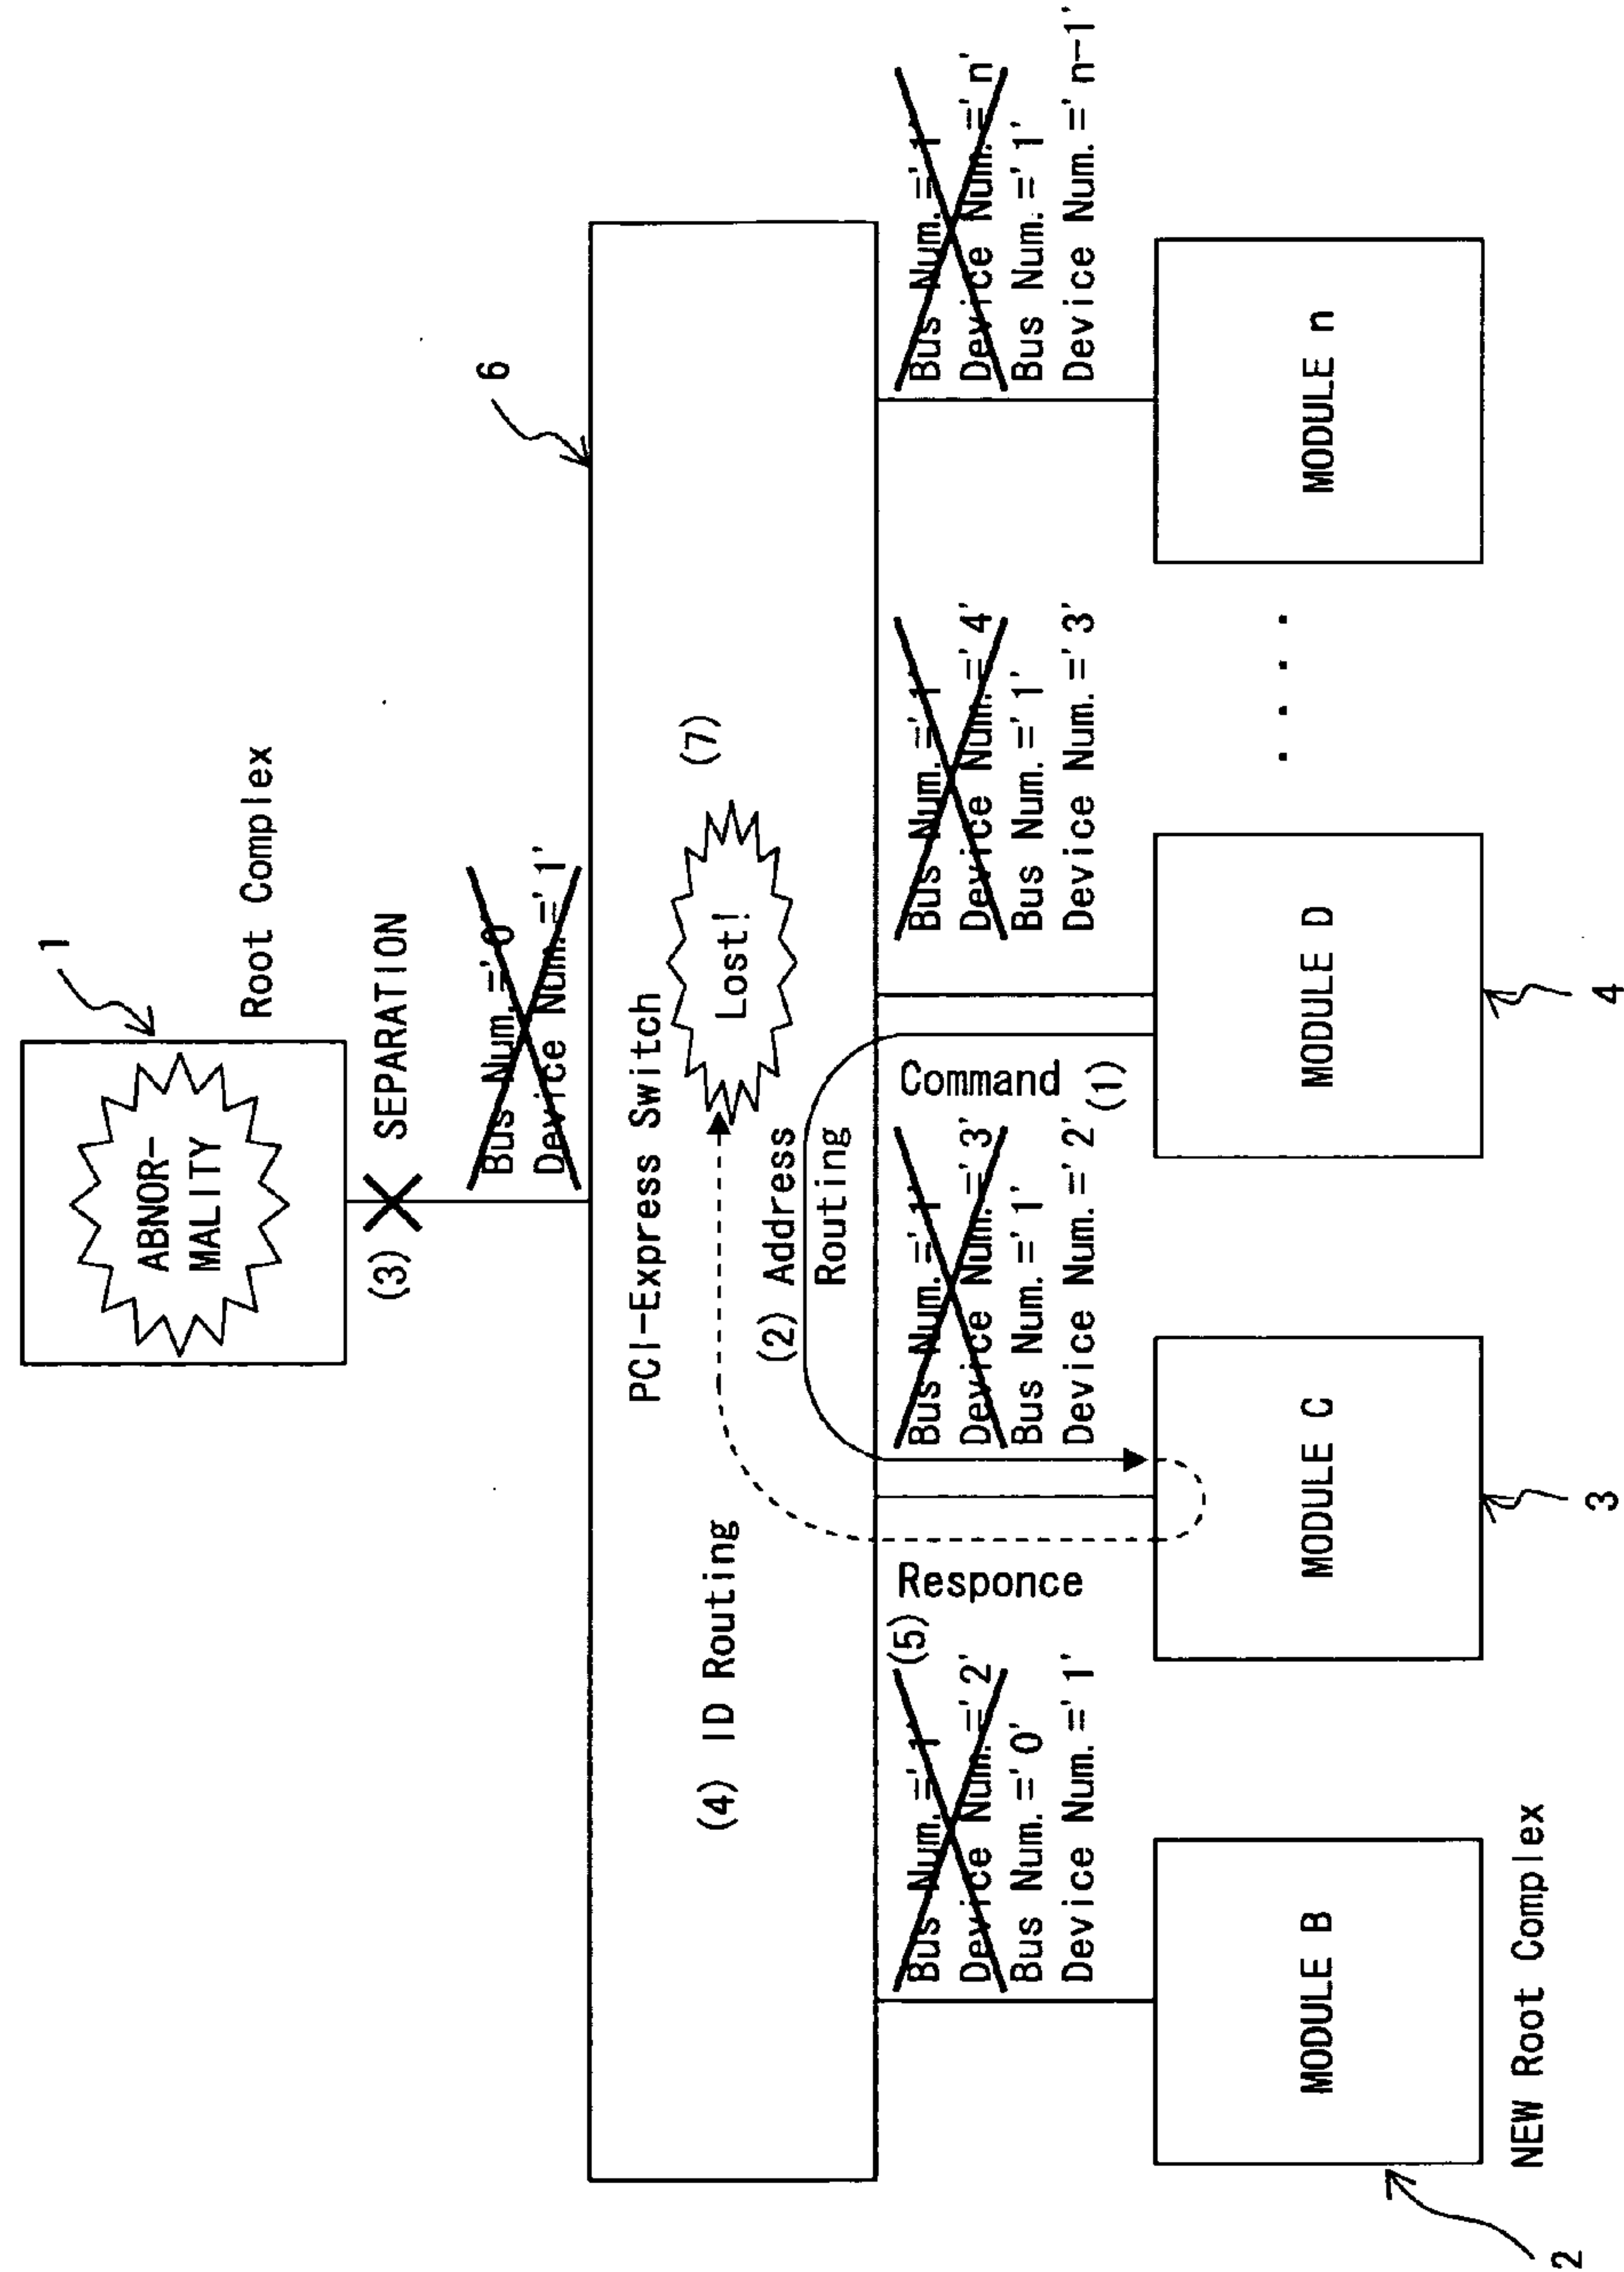 1
ABNOR-
MALITY
Root Complex
(3)
SEPARATION
Bus Num.='0'
Device Num.='1'
6
PCI-Express Switch
(4) ID Routing
Lost!
(7)
(2) Address
Routing
(5)
Responce
Command
(1)
Bus Num.='1'
Device Num.='2'
Bus Num.='0'
Device Num.='1'
Bus Num.='1'
Device Num.='3'
Bus Num.='1'
Device Num.='2'
Bus Num.='1'
Device Num.='4'
Bus Num.='1'
Device Num.='3'
Bus Num.='1'
Device Num.='n'
Bus Num.='1'
Device Num.='n-1'
MODULE B
MODULE C
MODULE D
. . . .
MODULE n
NEW Root Complex
2
3
4